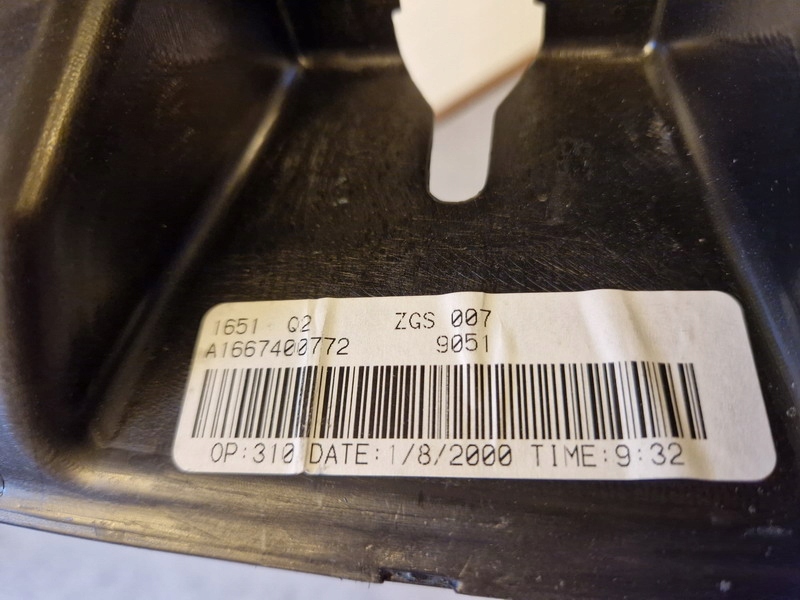 1651 Q2 ZGS 007
A1667400772 9051
OP:310 DATE:1/8/2000 TIME:9:32